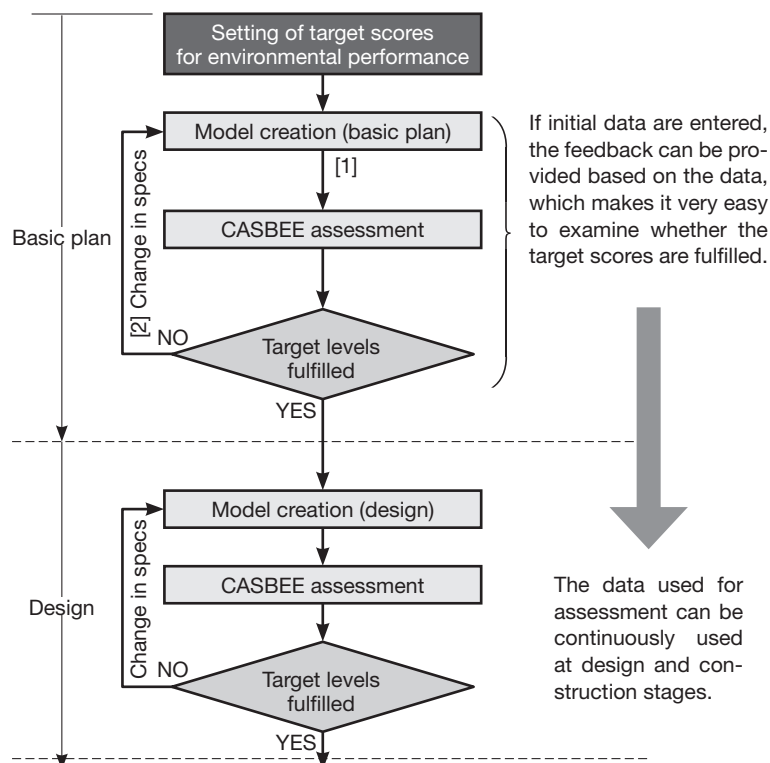 Setting of target scores
for environmental performance
Model creation (basic plan)
[1]
CASBEE assessment
Target levels
fulfilled
NO
YES
[2] Change in specs
Basic plan
If initial data are entered,
the feedback can be pro-
vided based on the data,
which makes it very easy
to examine whether the
target scores are fulfilled.
Model creation (design)
CASBEE assessment
Target levels
fulfilled
NO
YES
Change in specs
Design
The data used for
assessment can be
continuously used
at design and con-
struction stages.